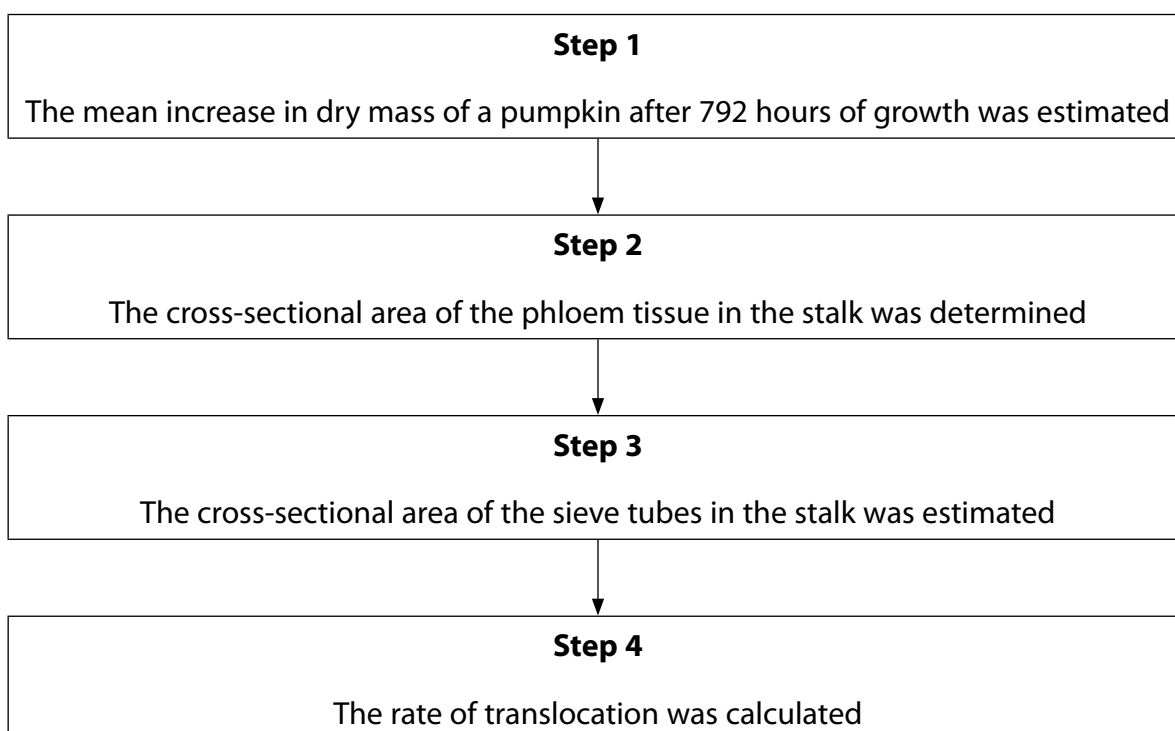 Step 1
The mean increase in dry mass of a pumpkin after 792 hours of growth was estimated
Step 2
The cross-sectional area of the phloem tissue in the stalk was determined
Step 3
The cross-sectional area of the sieve tubes in the stalk was estimated
Step 4
The rate of translocation was calculated